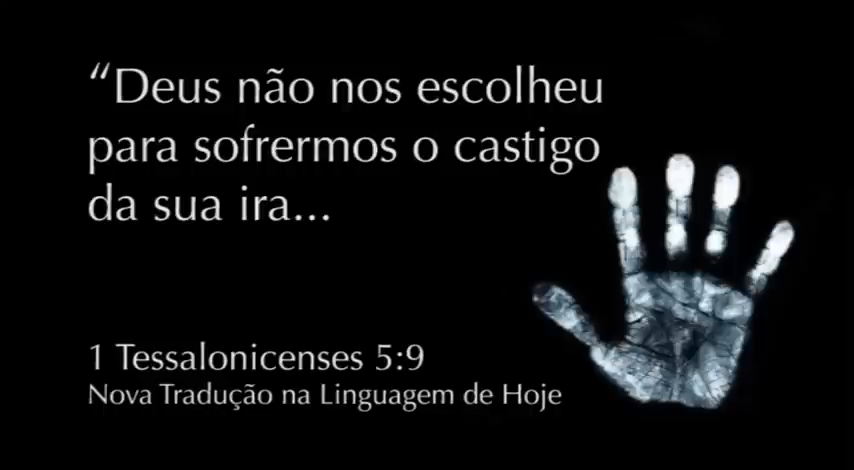 “Deus não nos escolheu
para sofrermos o castigo
da sua ira...
1 Tessalonicenses 5:9
Nova Tradução na Linguagem de Hoje